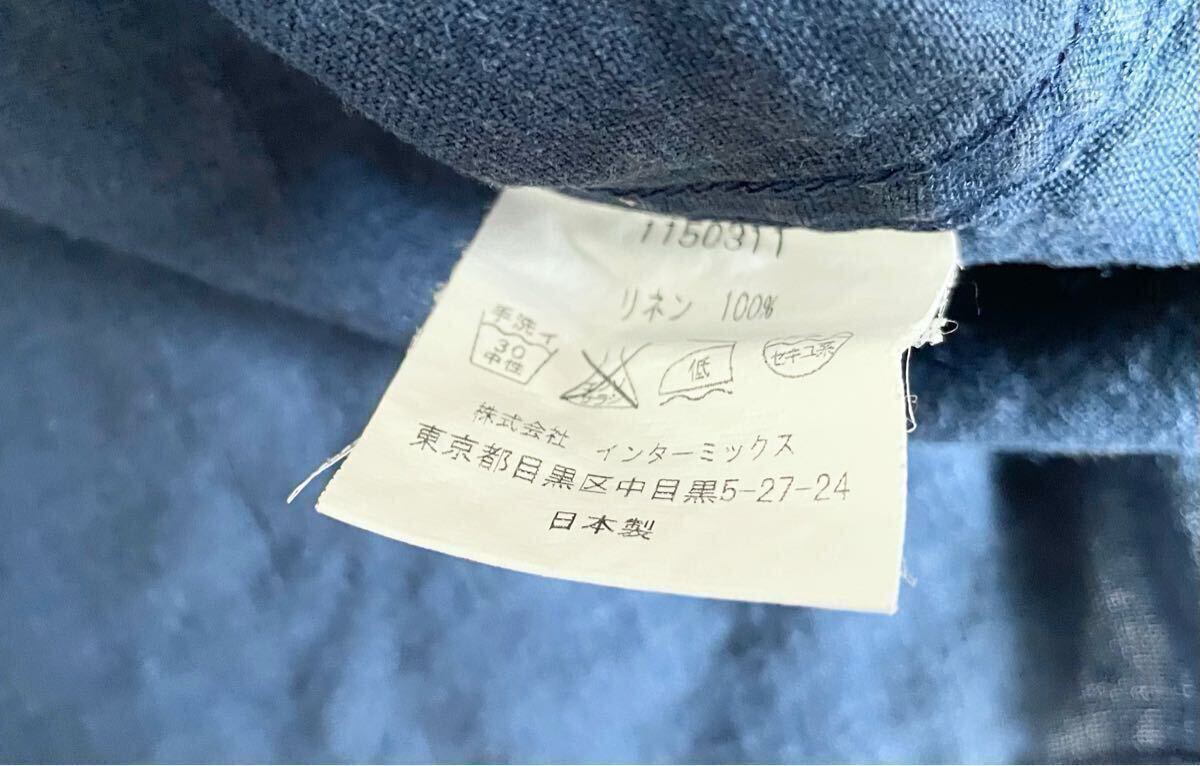 1150311
リネン 100%
手洗イ
30
中性
低
セキユ系
株式会社 インターミックス
東京都目黒区中目黒5-27-24
日本製